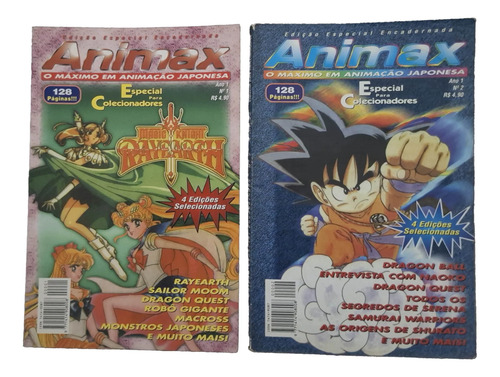 Edição Especial Encadernada
Animax
O MÁXIMO EM ANIMAÇÃO JAPONESA
128
Páginas!!!
Especial
Para
Colecionadores
Ano 1
Nº 1
R$ 4,90
MAGIC KNIGHT
RAYEARTH
4 Edições
Selecionadas
RAYEARTH
SAILOR MOON
DRAGON QUEST
ROBÔ GIGANTE
MACROSS
MONSTROS JAPONESES
E MUITO MAIS!
Edição Especial Encadernada
Animax
O MÁXIMO EM ANIMAÇÃO JAPONESA
128
Páginas!!!
Especial
Para
Colecionadores
Ano 1
Nº 2
R$ 4,90
4 Edições
Selecionadas
DRAGON BALL
ENTREVISTA COM NAOKO
DRAGON QUEST
TODOS OS
SEGREDOS DE SERENA
SAMURAI WARRIORS
AS ORIGENS DE SHURATO
E MUITO MAIS!